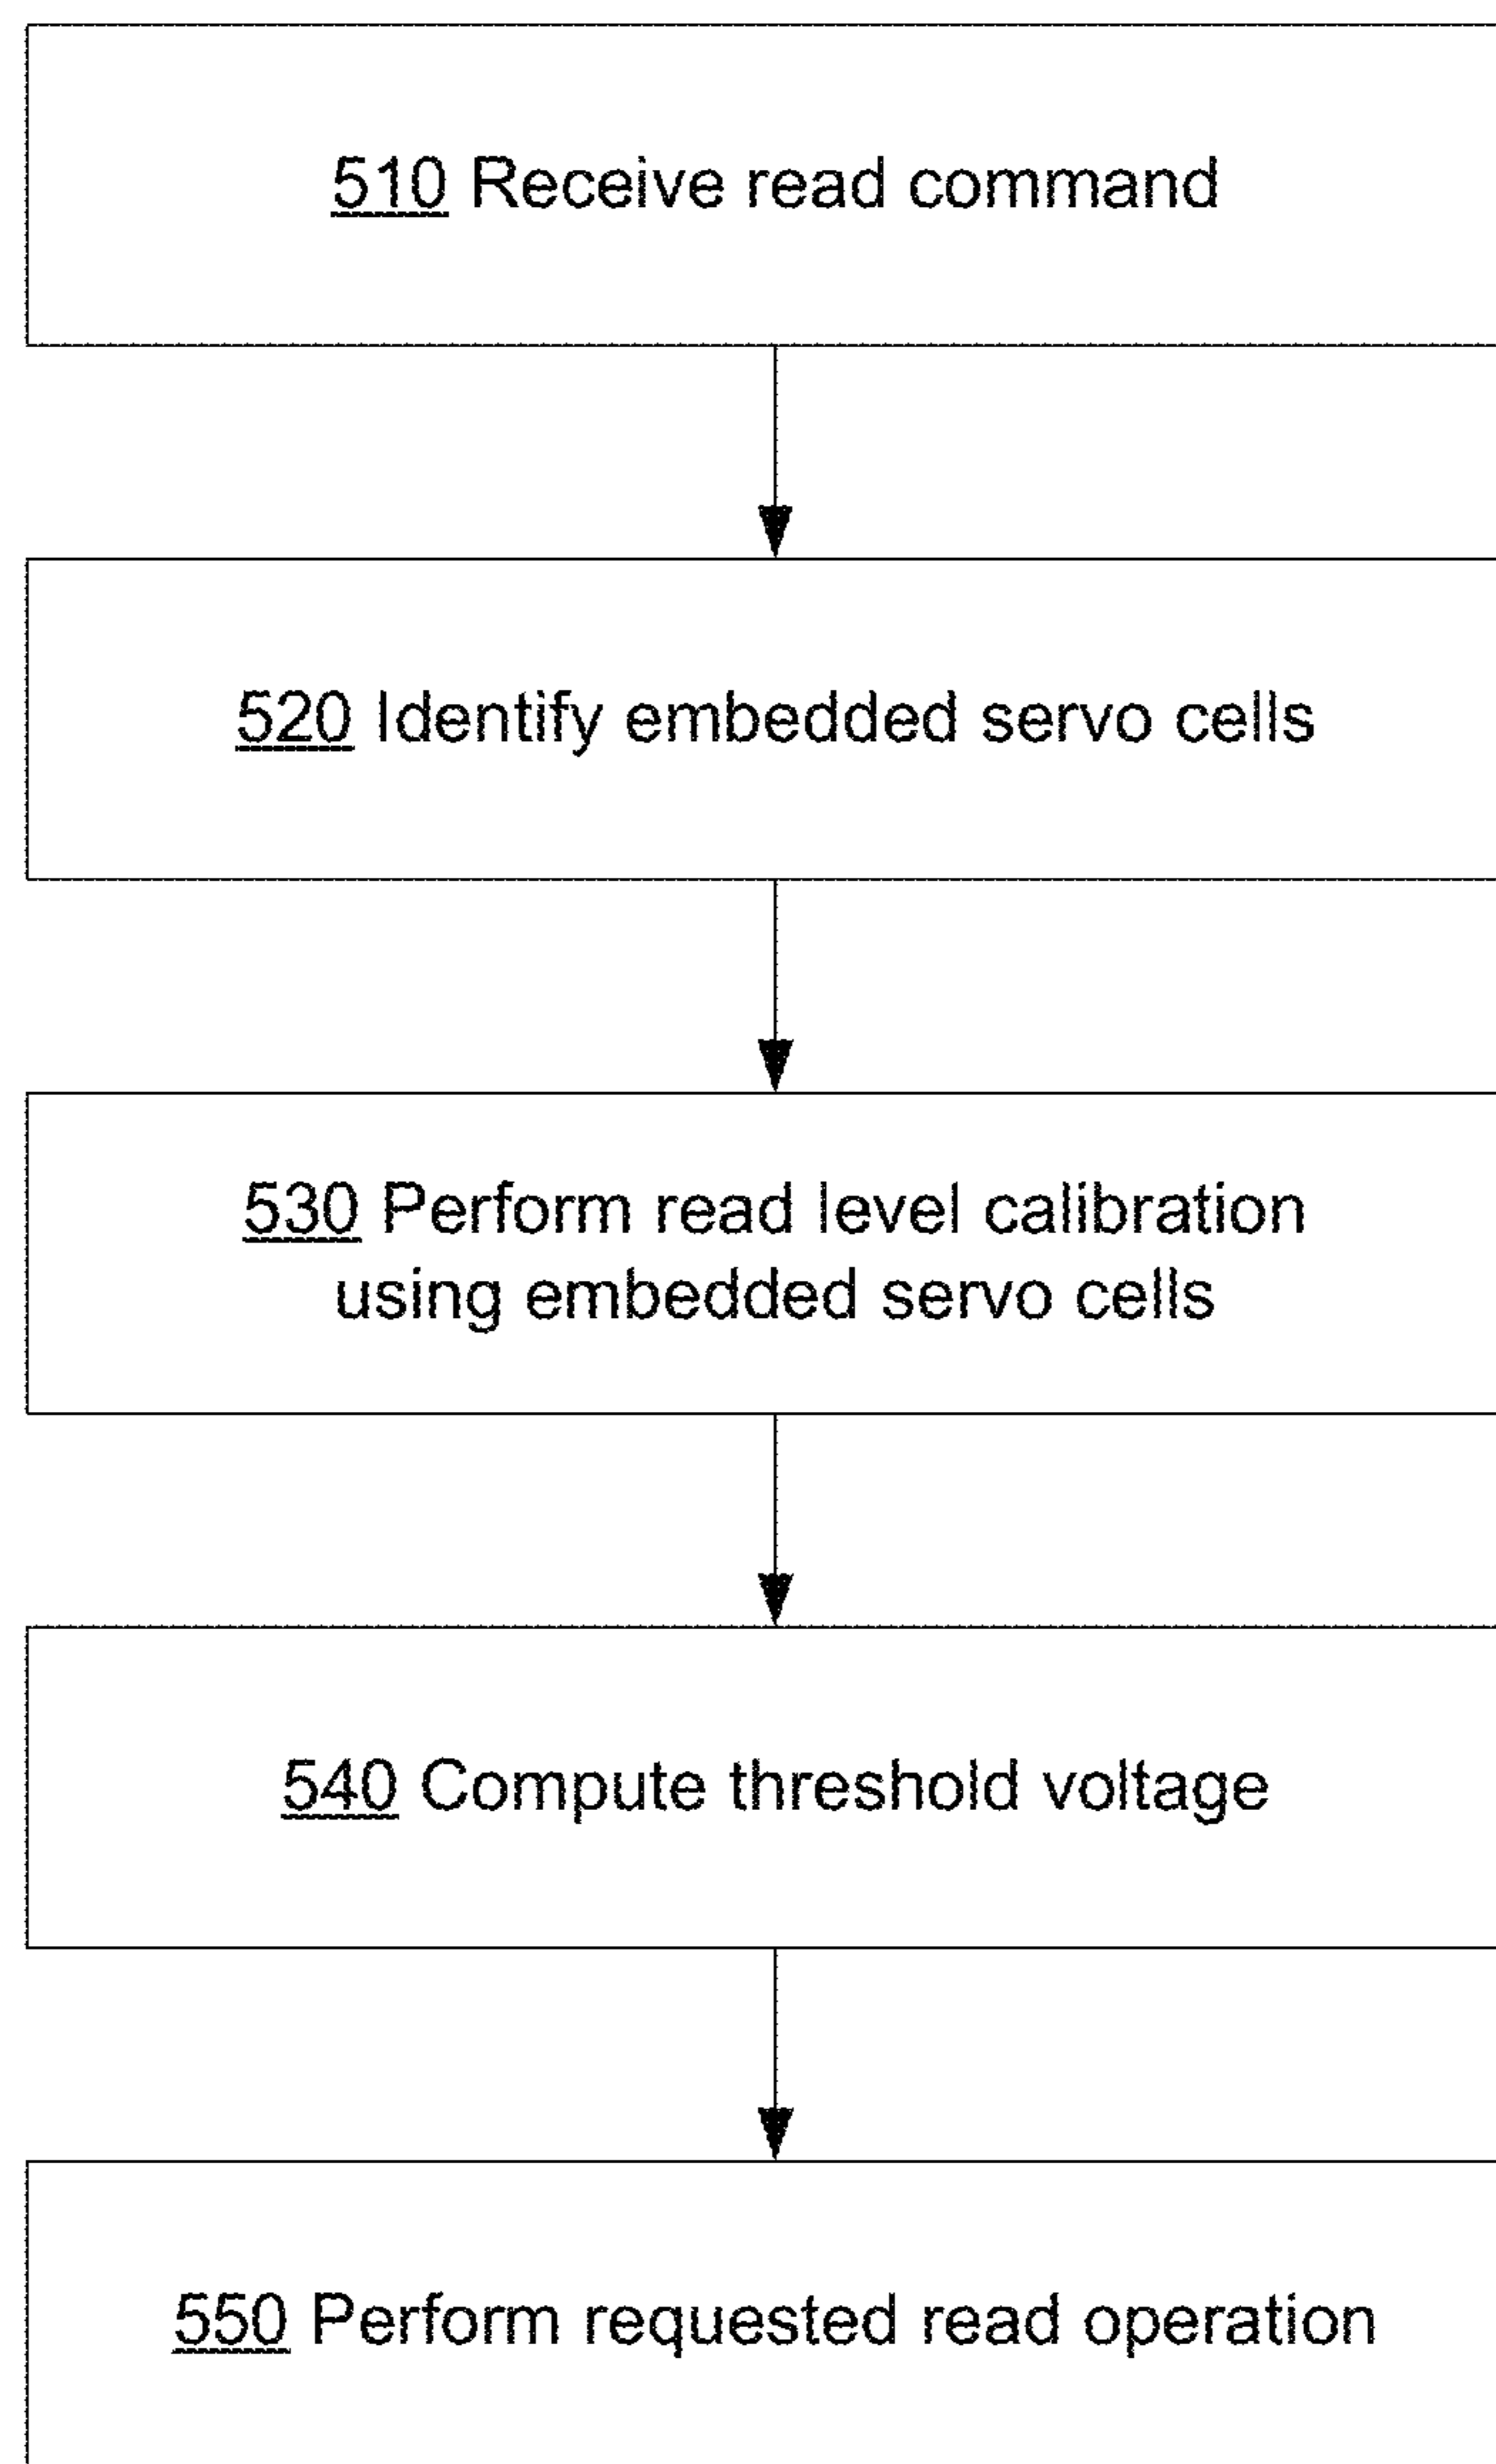 510 Receive read command
520 Identify embedded servo cells
530 Perform read level calibration
using embedded servo cells
540 Compute threshold voltage
550 Perform requested read operation